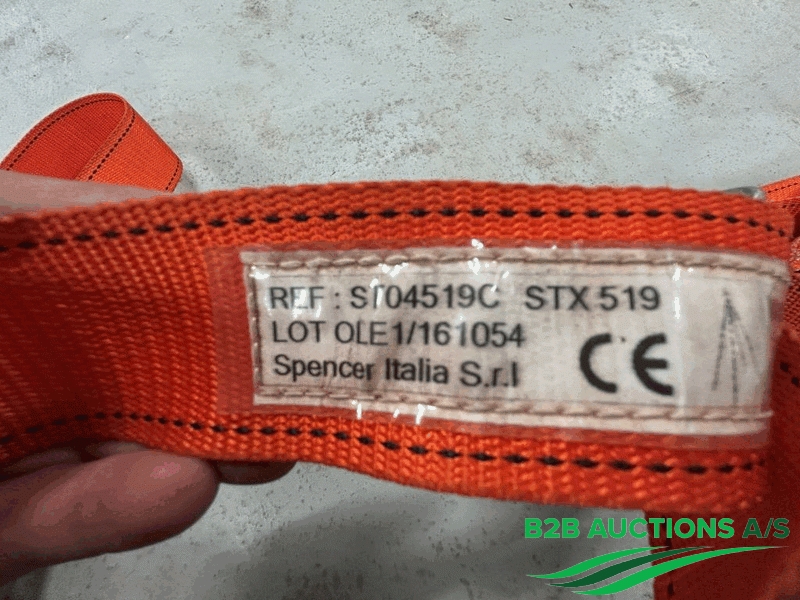 REF : ST04519C STX 519
LOT OLE1/161054
Spencer Italia S.r.l
CE
B2B AUCTIONS A/S